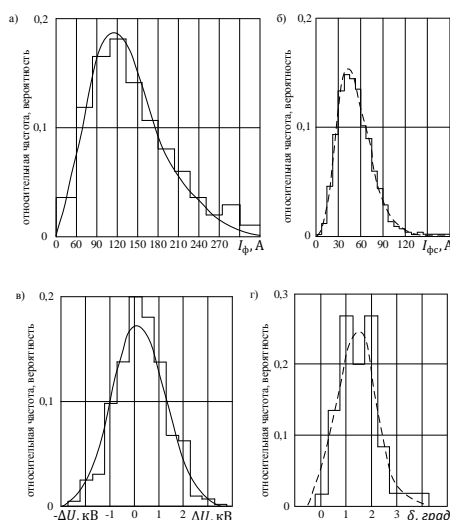 а)
0,2
0,1
0
относительная частота, вероятность
0 60 90 120 150 180 210 240 270
Iф, А
б)
0,2
0,1
0
относительная частота, вероятность
0 30 60 90 120
Iфс, А
в)
0,2
0,1
0
относительная частота, вероятность
-ΔU, кВ -1 0 1 2 ΔU, кВ
г)
0,3
0,2
0,1
0
относительная частота, вероятность
0 1 2 3 δ, град